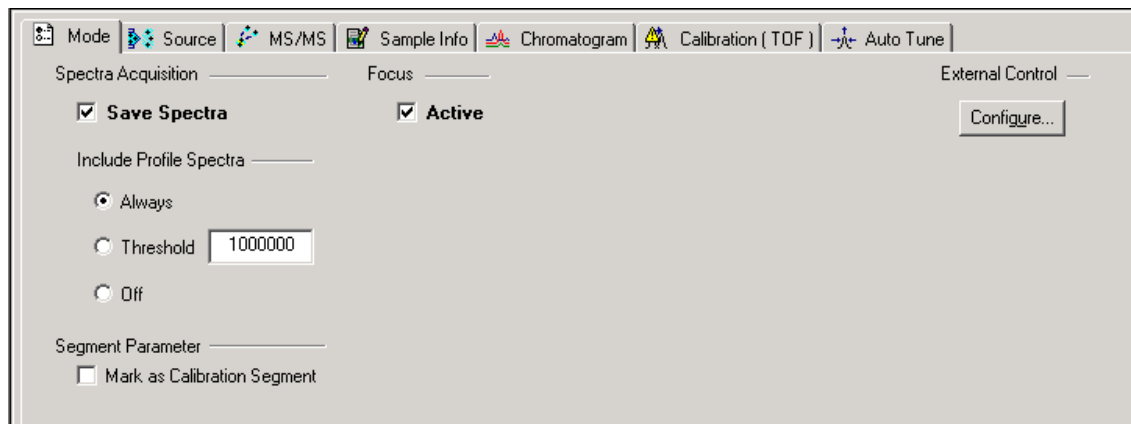 Mode Source MS/MS Sample Info Chromatogram Calibration ( TOF ) Auto Tune
Spectra Acquisition Focus External Control
Save Spectra Active Configure...
Include Profile Spectra
Always
Threshold 1000000
Off
Segment Parameter
Mark as Calibration Segment